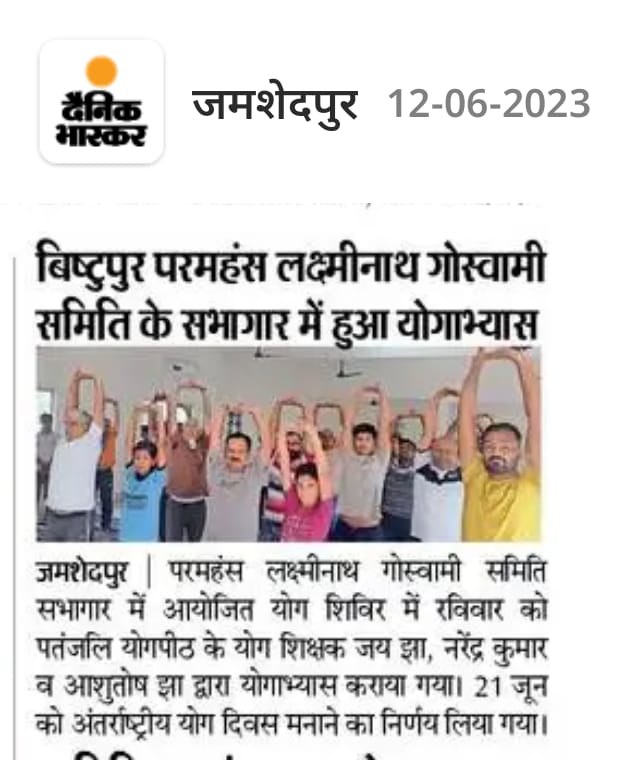 दैनिक
भास्कर
जमशेदपुर 12-06-2023
बिष्टुपुर परमहंस लक्ष्मीनाथ गोस्वामी
समिति के सभागार में हुआ योगाभ्यास
जमशेदपुर | परमहंस लक्ष्मीनाथ गोस्वामी समिति
सभागार में आयोजित योग शिविर में रविवार को
पतंजलि योगपीठ के योग शिक्षक जय झा, नरेंद्र कुमार
व आशुतोष झा द्वारा योगाभ्यास कराया गया। 21 जून
को अंतर्राष्ट्रीय योग दिवस मनाने का निर्णय लिया गया।